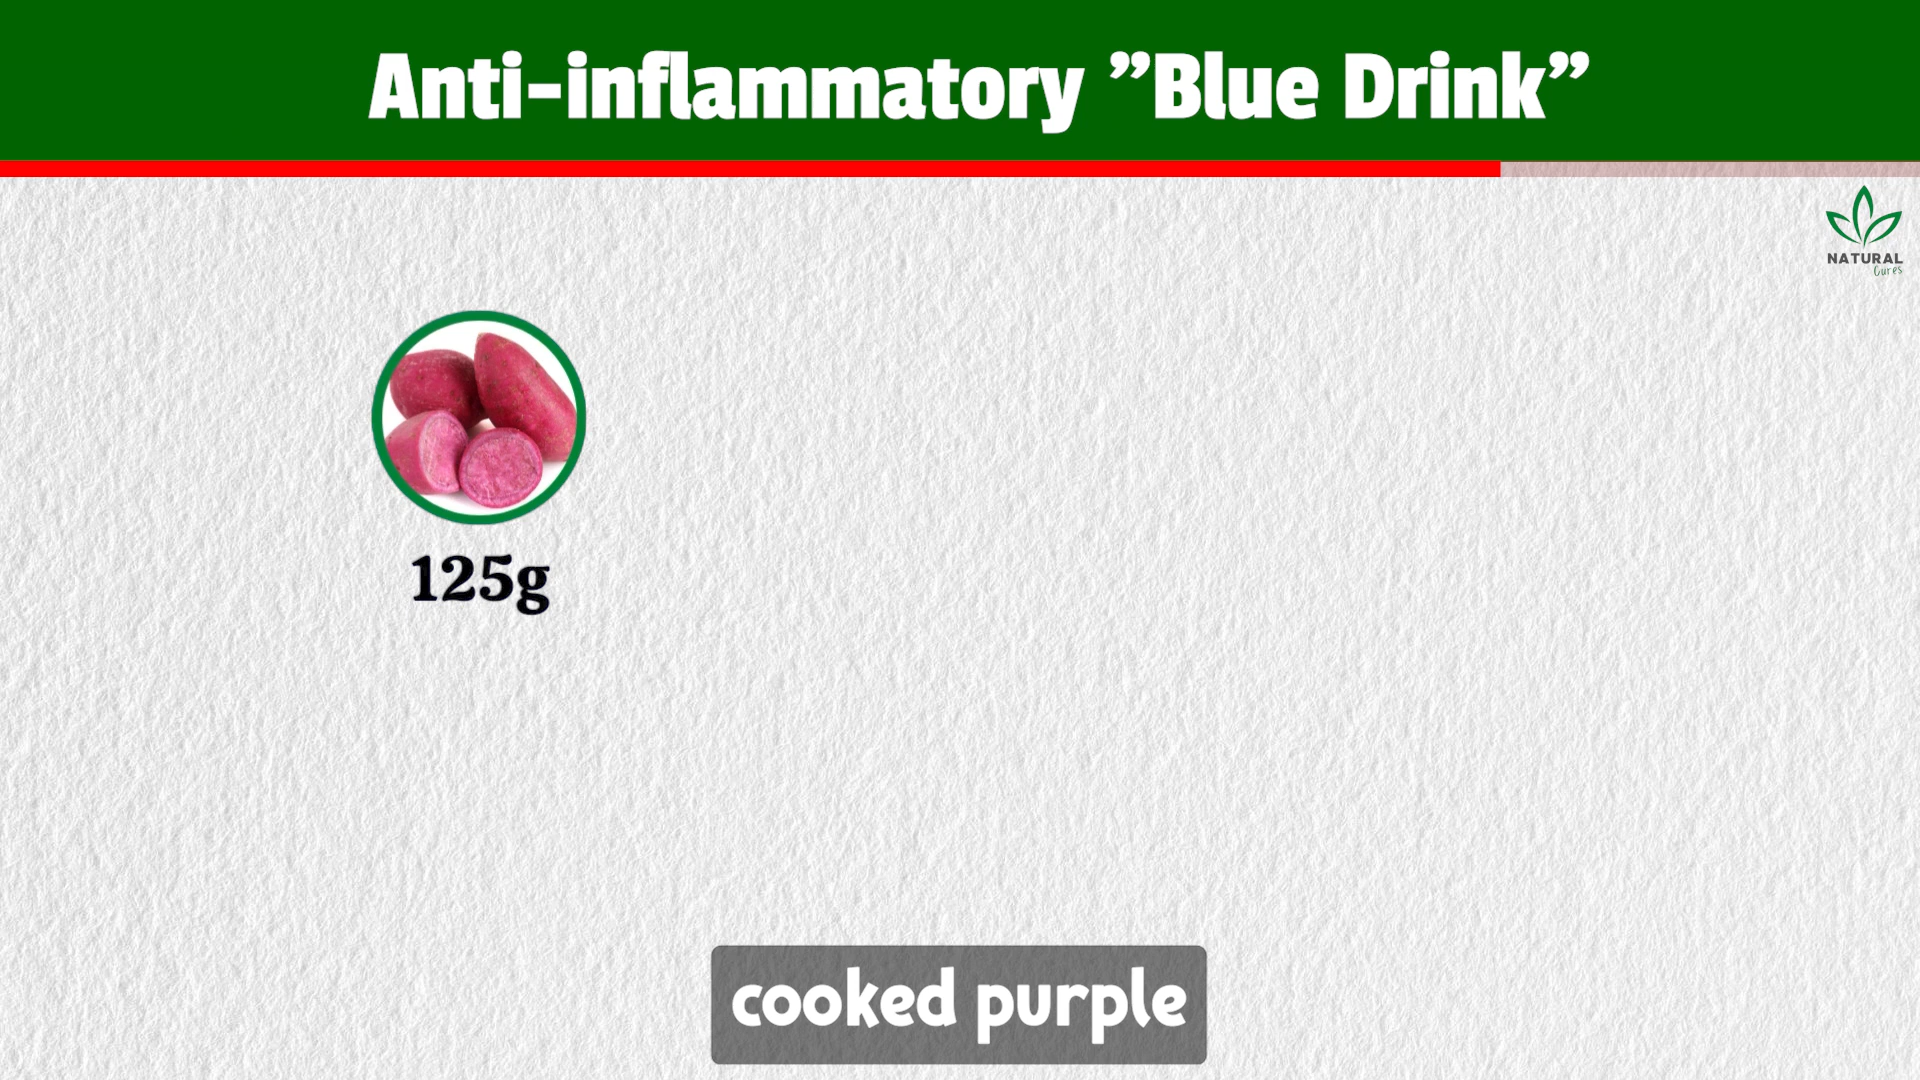 Anti-inflammatory ”Blue Drink”
NATURAL
Cures
125g
cooked purple